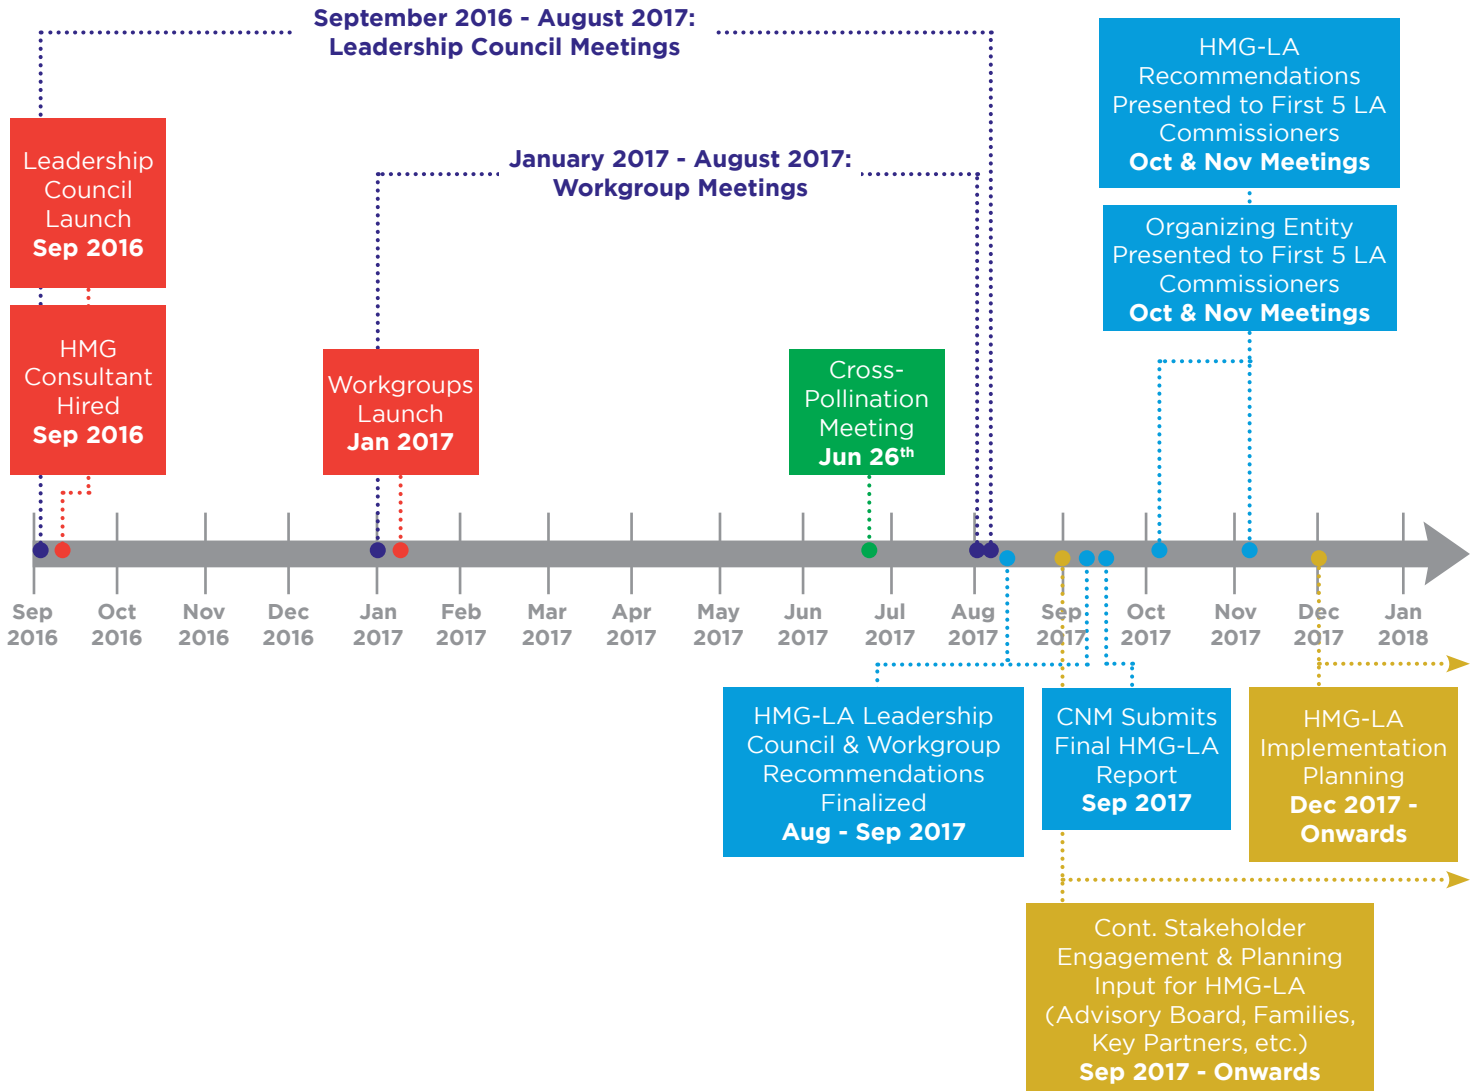 September 2016 - August 2017:
Leadership Council Meetings
January 2017 - August 2017:
Workgroup Meetings
HMG-LA
Recommendations
Presented to First 5 LA
Commissioners
Oct & Nov Meetings
Organizing Entity
Presented to First 5 LA
Commissioners
Oct & Nov Meetings
Leadership
Council
Launch
Sep 2016
HMG
Consultant
Hired
Sep 2016
Workgroups
Launch
Jan 2017
Cross-
Pollination
Meeting
Jun 26th
Sep
2016
Oct
2016
Nov
2016
Dec
2016
Jan
2017
Feb
2017
Mar
2017
Apr
2017
May
2017
Jun
2017
Jul
2017
Aug
2017
Sep
2017
Oct
2017
Nov
2017
Dec
2017
Jan
2018
HMG-LA Leadership
Council & Workgroup
Recommendations
Finalized
Aug - Sep 2017
CNM Submits
Final HMG-LA
Report
Sep 2017
HMG-LA
Implementation
Planning
Dec 2017 -
Onwards
Cont. Stakeholder
Engagement & Planning
Input for HMG-LA
(Advisory Board, Families,
Key Partners, etc.)
Sep 2017 - Onwards